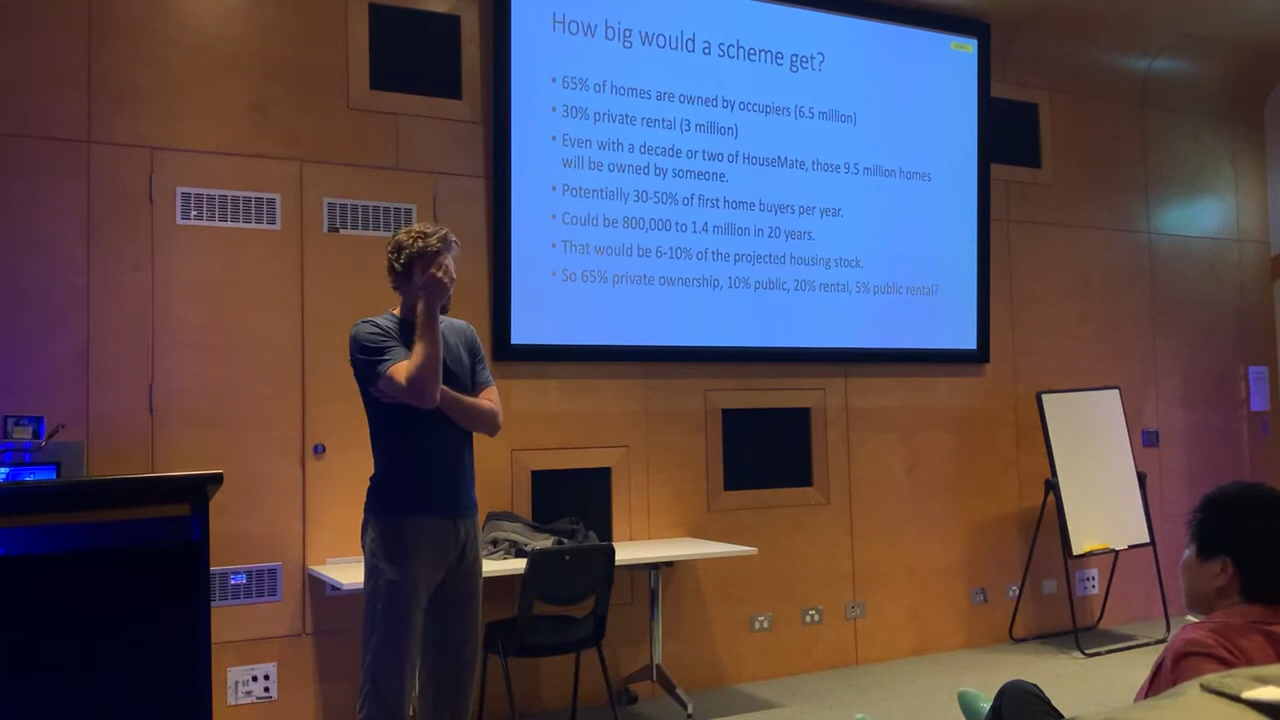 How big would a scheme get?
• 65% of homes are owned by occupiers (6.5 million)
• 30% private rental (3 million)
• Even with a decade or two of HouseMate, those 9.5 million homes
will be owned by someone.
• Potentially 30-50% of first home buyers per year.
• Could be 800,000 to 1.4 million in 20 years.
• That would be 6-10% of the projected housing stock.
• So 65% private ownership, 10% public, 20% rental, 5% public rental?